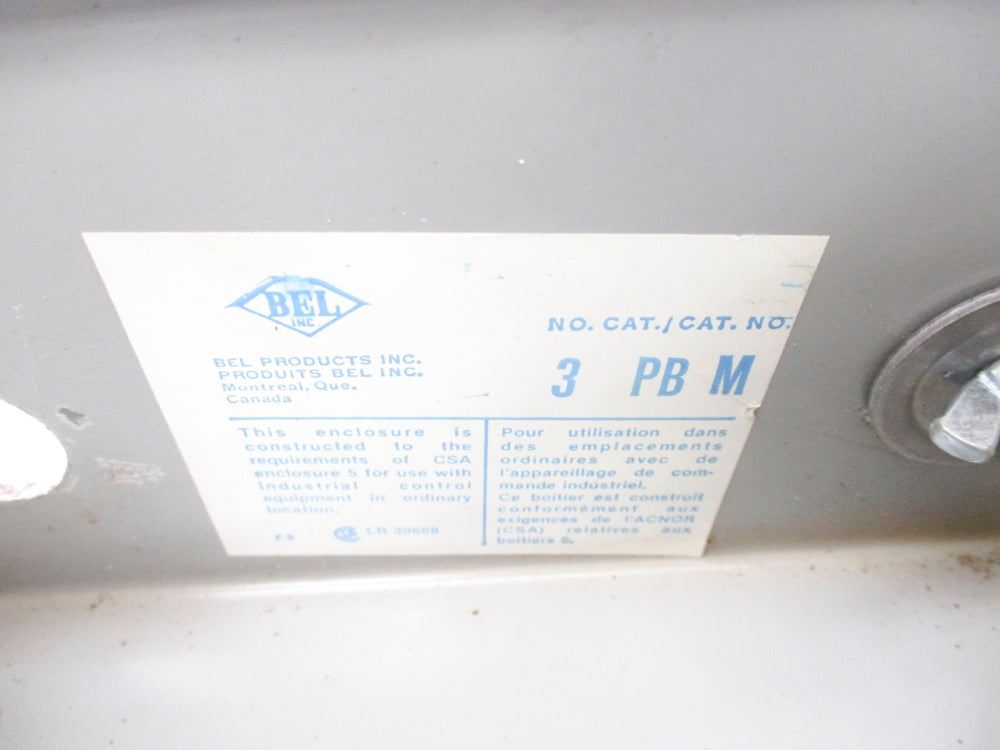 BEL
INC.
BEL PRODUCTS INC.
PRODUITS BEL INC.
Montreal, Que.
Canada
NO. CAT./CAT. NO.
3 PB M
This enclosure is
constructed to the
requirements of CSA
enclosure 5 for use with
industrial control
equipment in ordinary
location.
F-5 LR 39668
Pour utilisation dans
des emplacements
ordinaires avec de
l'appareillage de com-
mande industriel.
Ce boitier est construit
conformément aux
exigences de l'ACNOR
(CSA) relatives aux
boitiers 5.